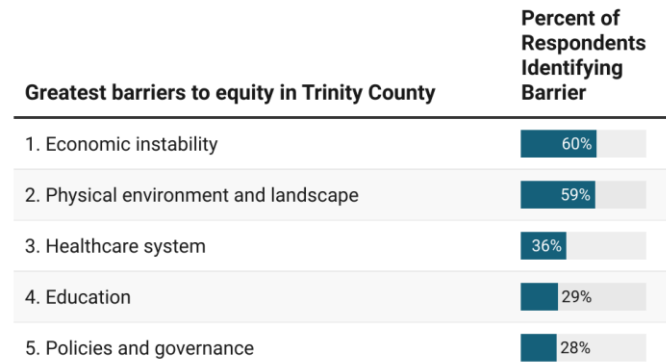 Greatest barriers to equity in Trinity County
Percent of
Respondents
Identifying
Barrier
1. Economic instability 60%
2. Physical environment and landscape 59%
3. Healthcare system 36%
4. Education 29%
5. Policies and governance 28%